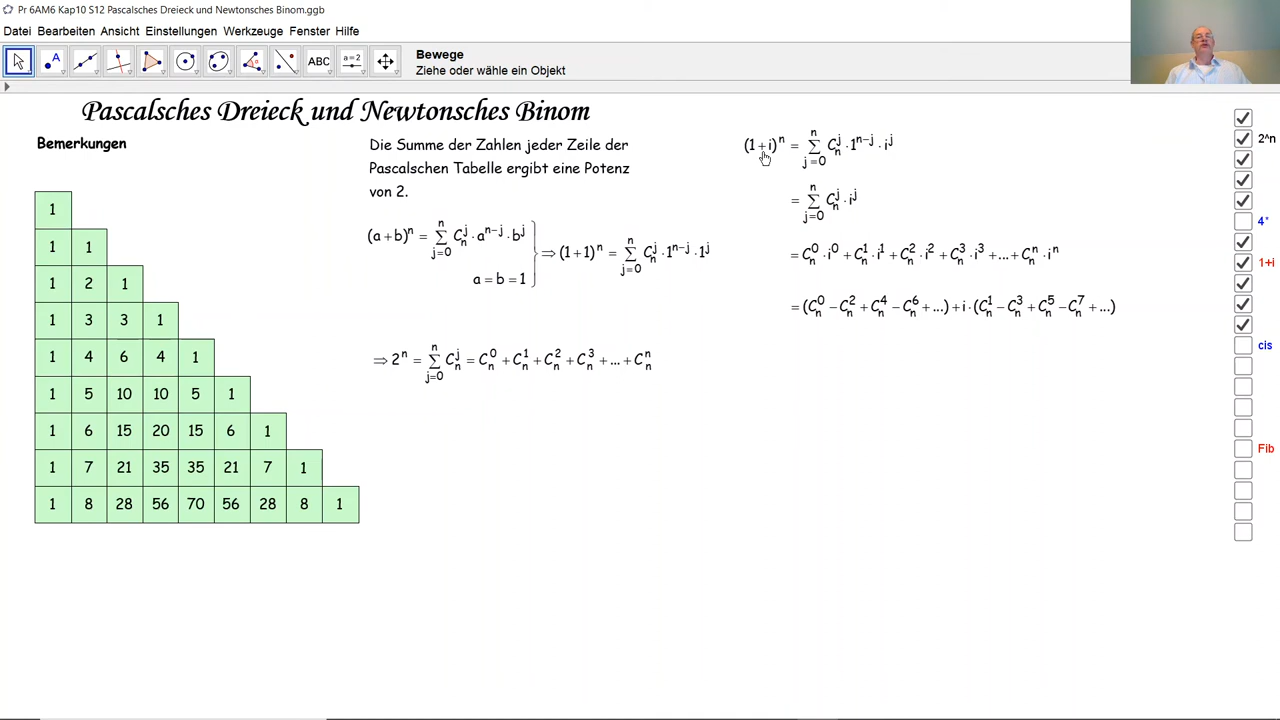 Pr 6AM6 Kap10 S12 Pascalsches Dreieck und Newtonsches Binom.ggb
Datei Bearbeiten Ansicht Einstellungen Werkzeuge Fenster Hilfe
A
ABC
a=2
Bewege
Ziehe oder wähle ein Objekt
Pascalsches Dreieck und Newtonsches Binom
Bemerkungen
1
1 1
1 2 1
1 3 3 1
1 4 6 4 1
1 5 10 10 5 1
1 6 15 20 15 6 1
1 7 21 35 35 21 7 1
1 8 28 56 70 56 28 8 1
Die Summe der Zahlen jeder Zeile der
Pascalschen Tabelle ergibt eine Potenz
von 2.
(a+b)^n = ∑_{j=0}^{n} C_n^j · a^{n-j} · b^j
a = b = 1
⇒ (1+1)^n = ∑_{j=0}^{n} C_n^j · 1^{n-j} · 1^j
⇒ 2^n = ∑_{j=0}^{n} C_n^j = C_n^0 + C_n^1 + C_n^2 + C_n^3 + ... + C_n^n
(1+i)^n = ∑_{j=0}^{n} C_n^j · 1^{n-j} · i^j
= ∑_{j=0}^{n} C_n^j · i^j
= C_n^0 · i^0 + C_n^1 · i^1 + C_n^2 · i^2 + C_n^3 · i^3 + ... + C_n^n · i^n
= (C_n^0 − C_n^2 + C_n^4 − C_n^6 + ...) + i · (C_n^1 − C_n^3 + C_n^5 − C_n^7 + ...)
2^n
4*
1+i
cis
Fib